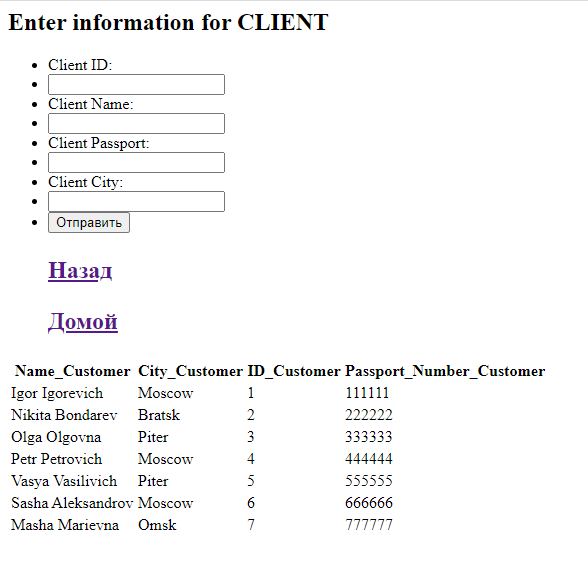 Enter information for CLIENT
Client ID:
Client Name:
Client Passport:
Client City:
Отправить
Назад
Домой
Name_Customer City_Customer ID_Customer Passport_Number_Customer
Igor Igorevich Moscow 1 111111
Nikita Bondarev Bratsk 2 222222
Olga Olgovna Piter 3 333333
Petr Petrovich Moscow 4 444444
Vasya Vasilivich Piter 5 555555
Sasha Aleksandrov Moscow 6 666666
Masha Marievna Omsk 7 777777